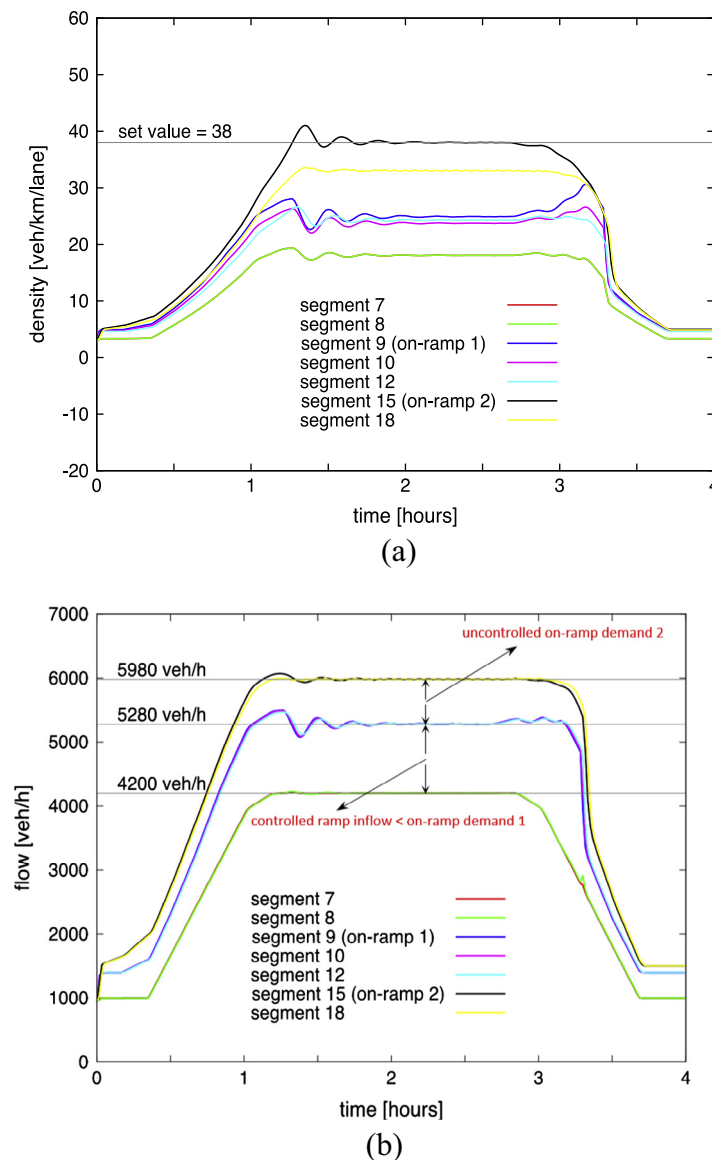 60
50
40
30
20
10
0
-10
-20
density [veh/km/lane]
set value = 38
segment 7
segment 8
segment 9 (on-ramp 1)
segment 10
segment 12
segment 15 (on-ramp 2)
segment 18
0 1 2 3 4
time [hours]
(a)
7000
6000
5000
4000
3000
2000
1000
0
flow [veh/h]
uncontrolled on-ramp demand 2
5980 veh/h
5280 veh/h
4200 veh/h
controlled ramp inflow < on-ramp demand 1
segment 7
segment 8
segment 9 (on-ramp 1)
segment 10
segment 12
segment 15 (on-ramp 2)
segment 18
0 1 2 3 4
time [hours]
(b)